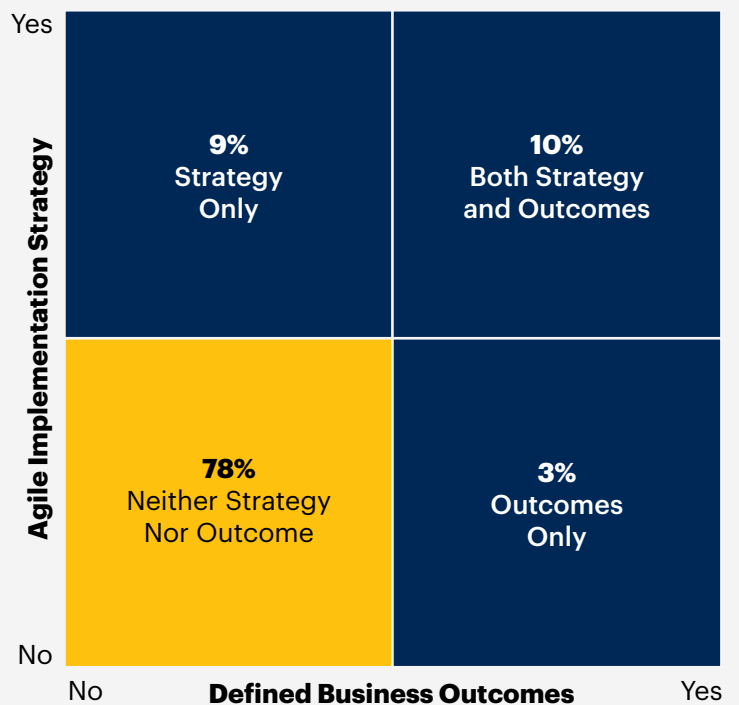 Yes
Agile Implementation Strategy
9%
Strategy
Only
10%
Both Strategy
and Outcomes
78%
Neither Strategy
Nor Outcome
3%
Outcomes
Only
No
No
Defined Business Outcomes
Yes